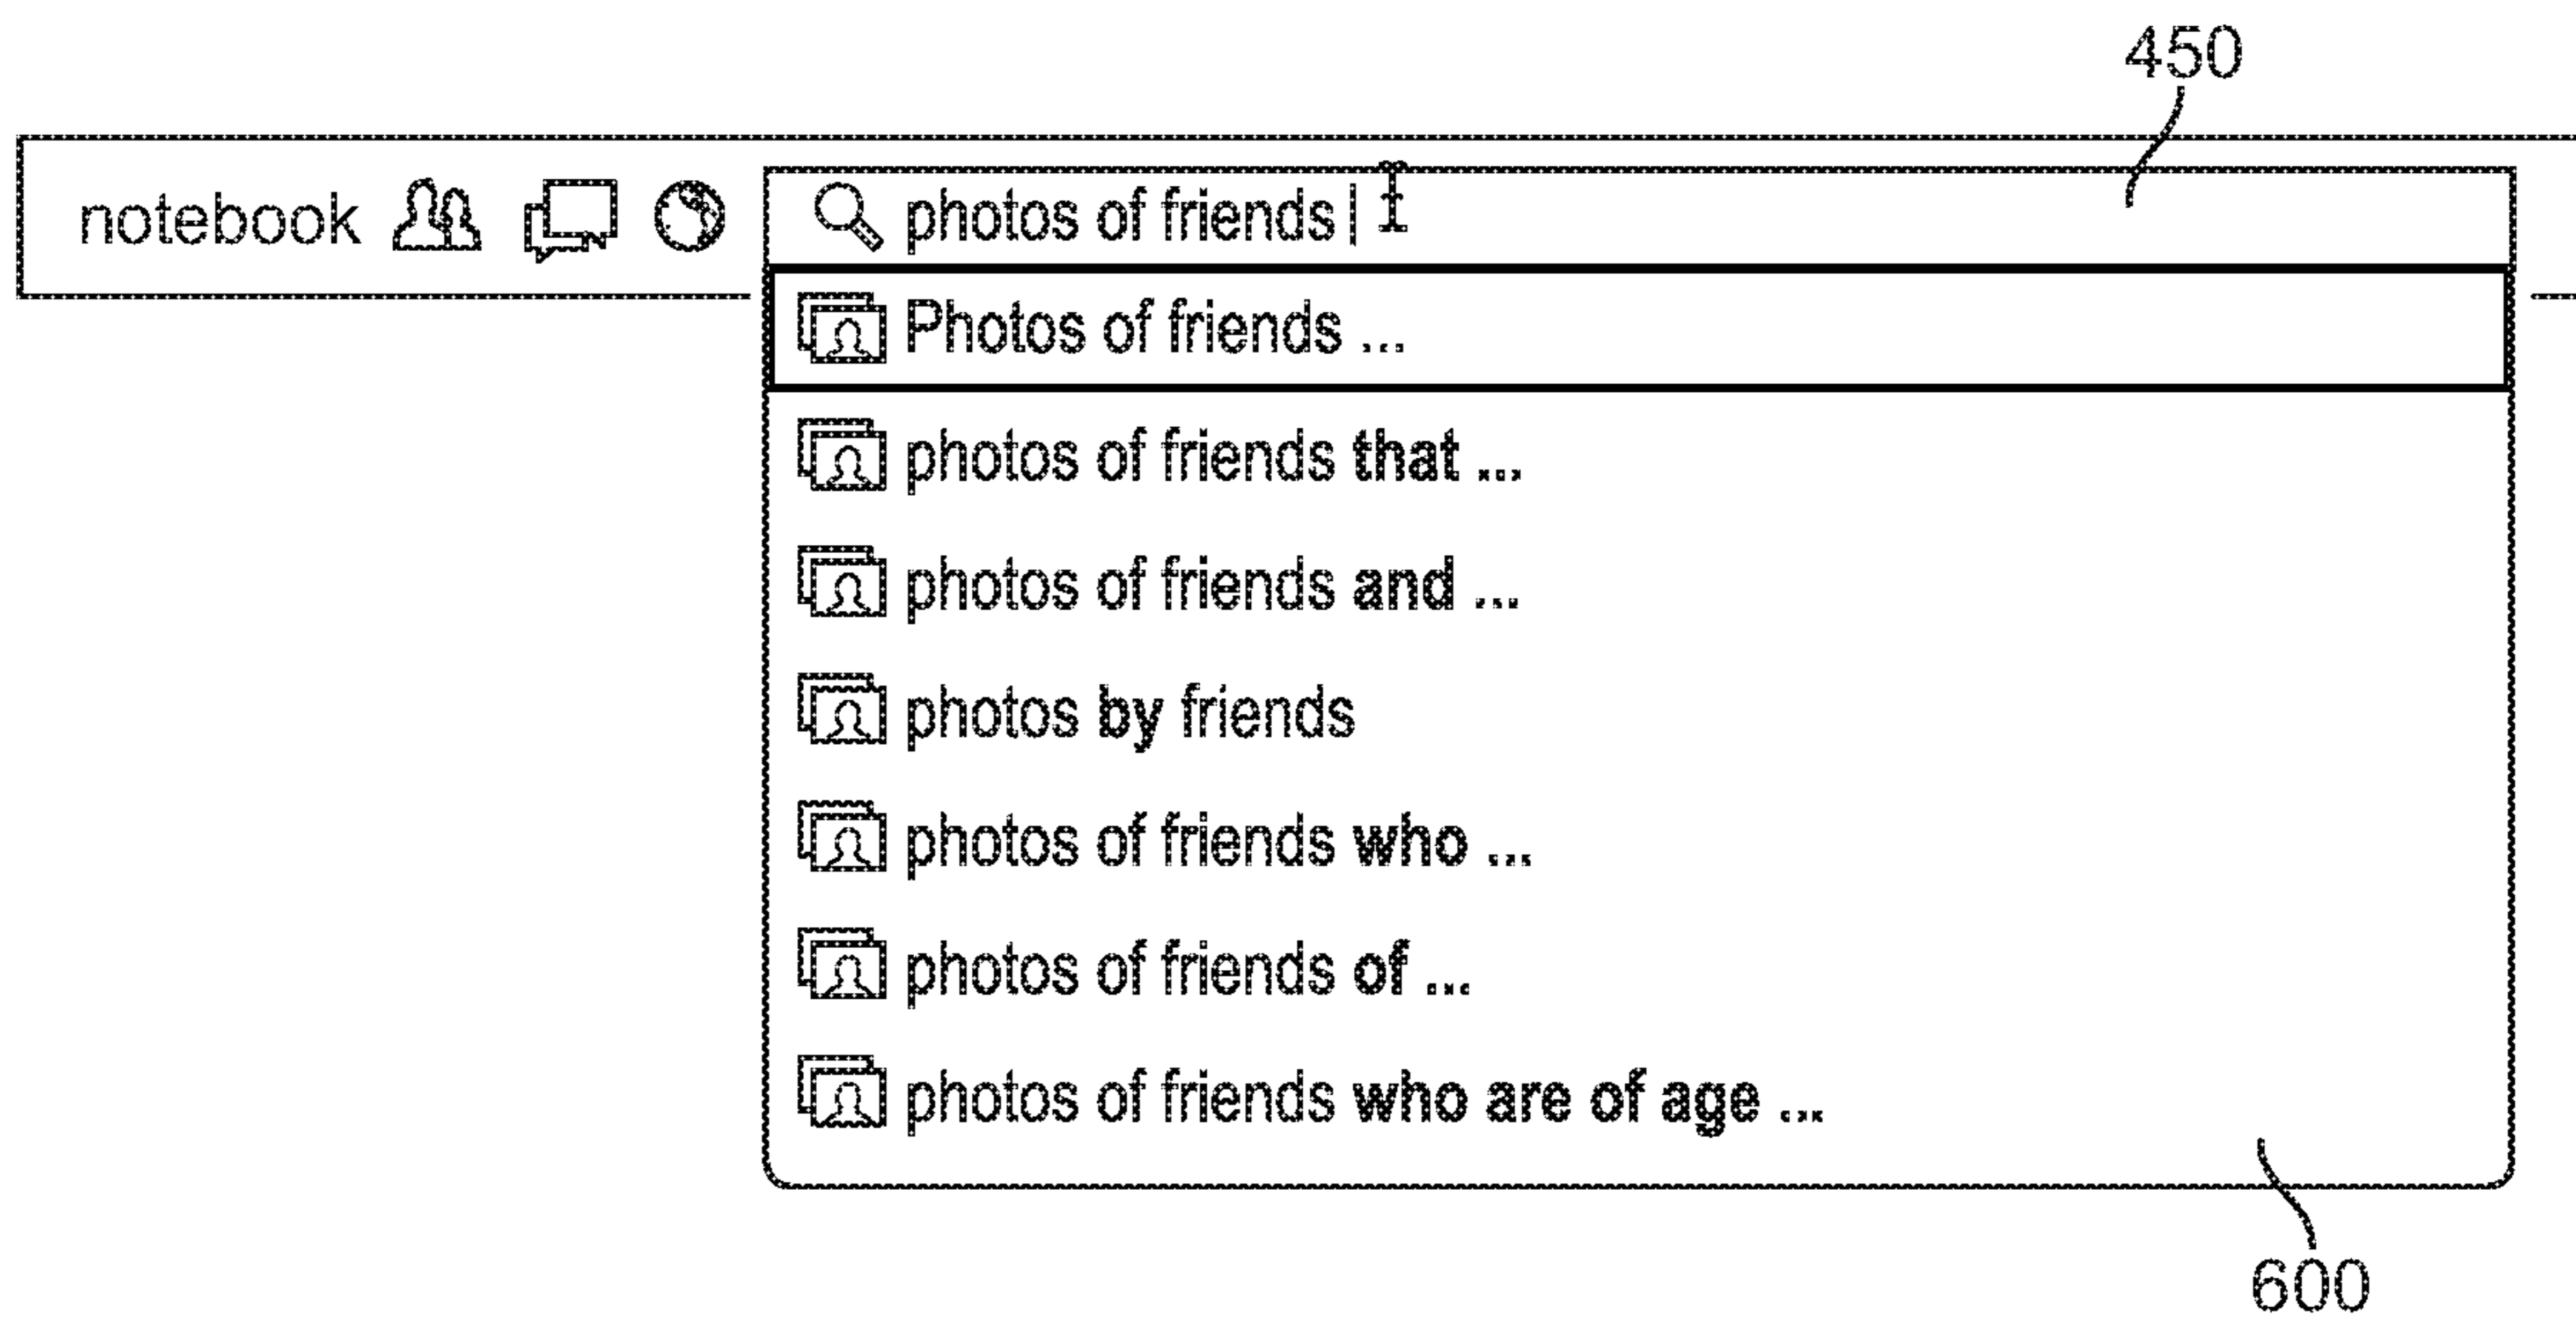 450
notebook photos of friends
Photos of friends ...
photos of friends that ...
photos of friends and ...
photos by friends
photos of friends who ...
photos of friends of ...
photos of friends who are of age ...
600